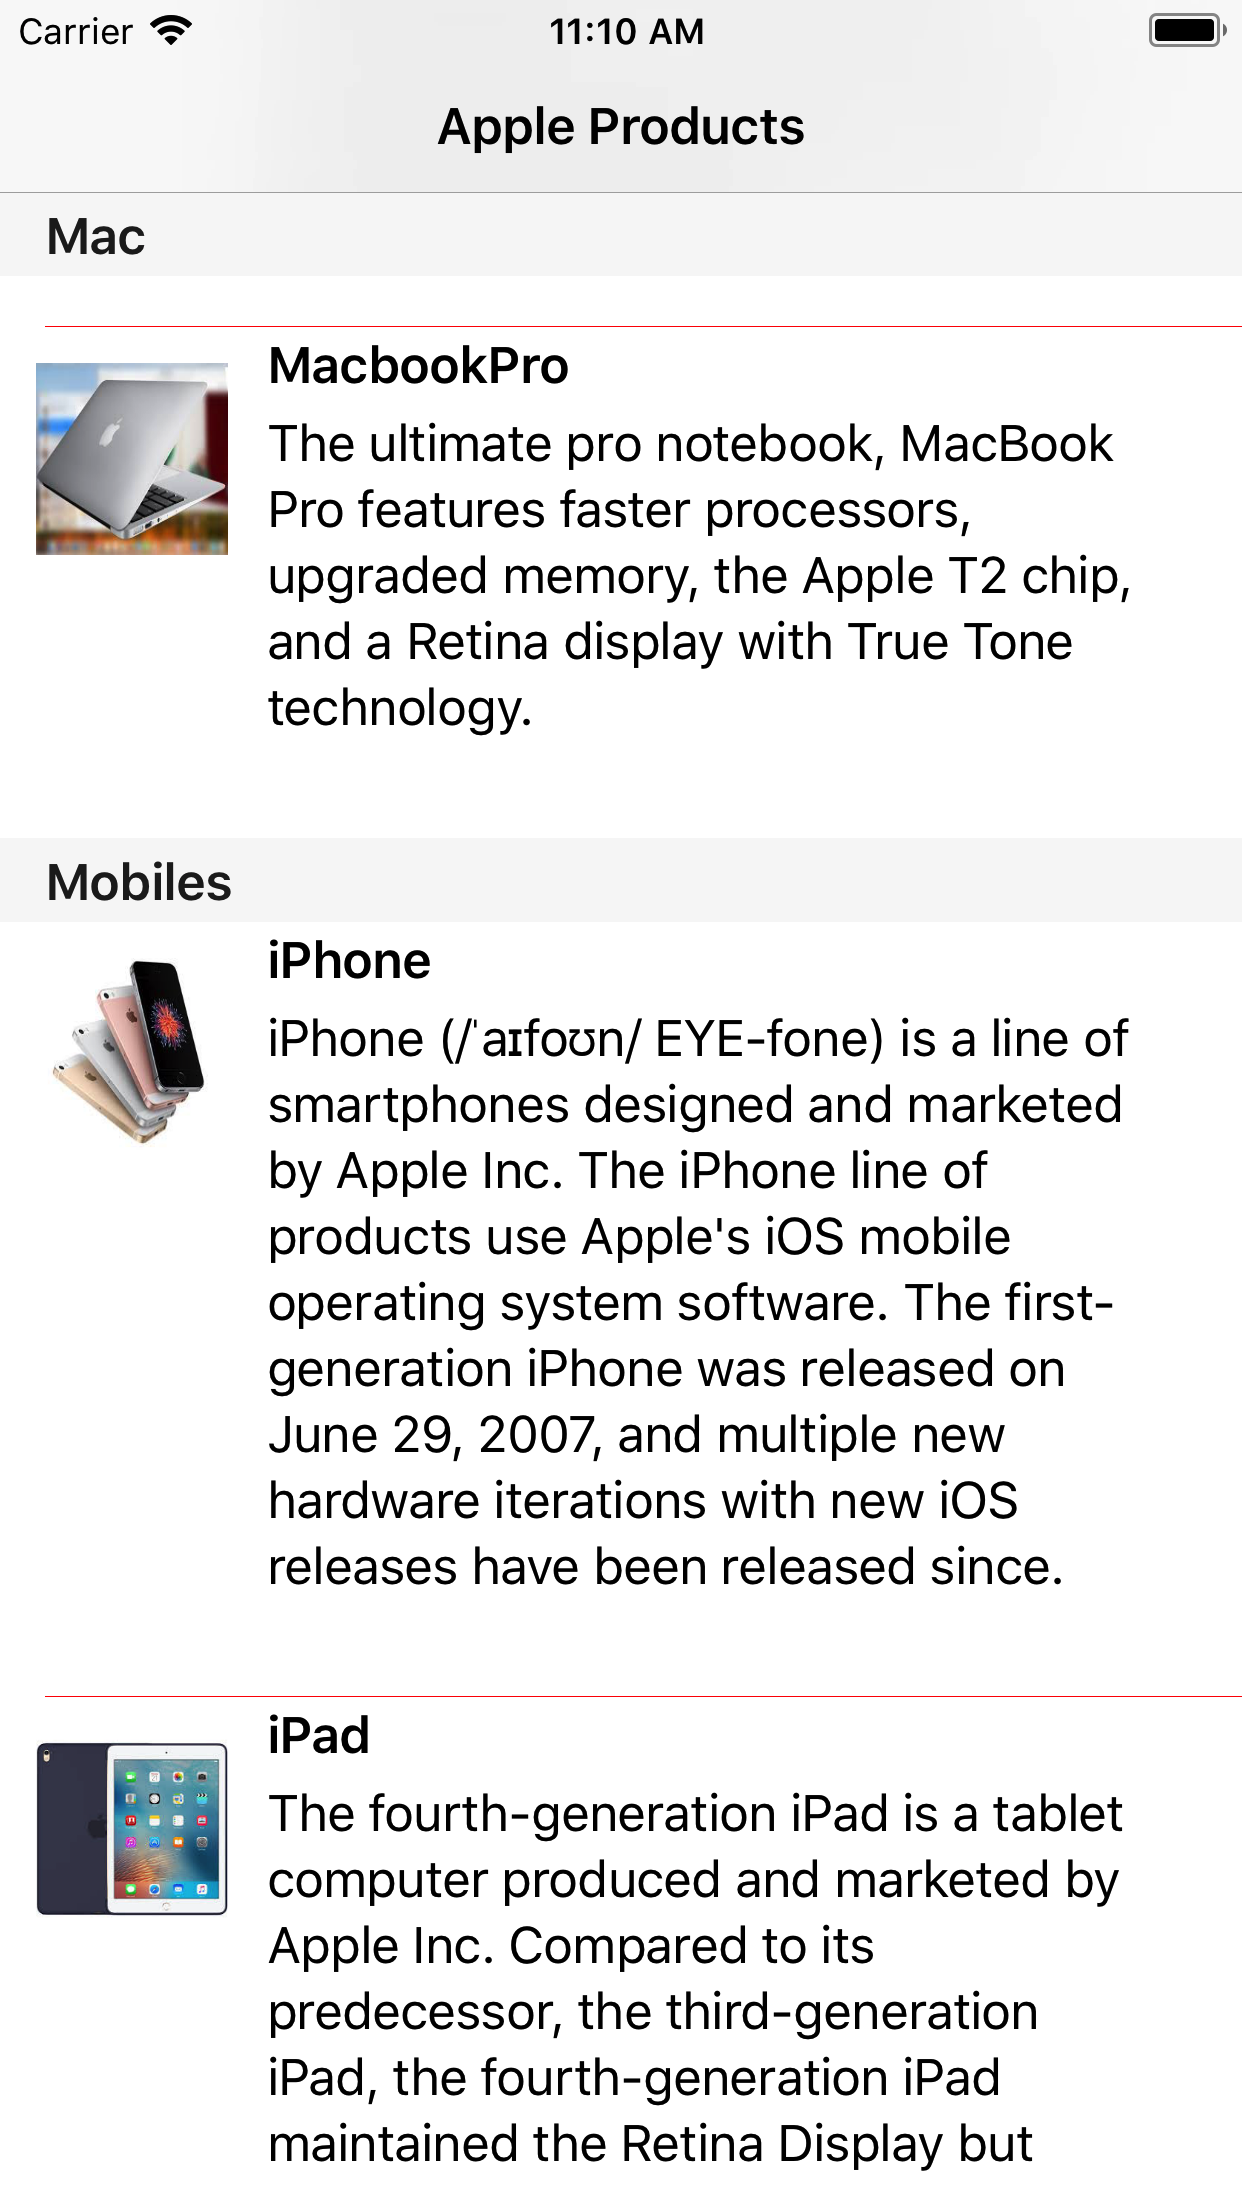 Carrier 11:10 AM
Apple Products
Mac
MacbookPro
The ultimate pro notebook, MacBook
Pro features faster processors,
upgraded memory, the Apple T2 chip,
and a Retina display with True Tone
technology.
Mobiles
iPhone
iPhone (/ˈaɪfoʊn/ EYE-fone) is a line of
smartphones designed and marketed
by Apple Inc. The iPhone line of
products use Apple's iOS mobile
operating system software. The first-
generation iPhone was released on
June 29, 2007, and multiple new
hardware iterations with new iOS
releases have been released since.
iPad
The fourth-generation iPad is a tablet
computer produced and marketed by
Apple Inc. Compared to its
predecessor, the third-generation
iPad, the fourth-generation iPad
maintained the Retina Display but